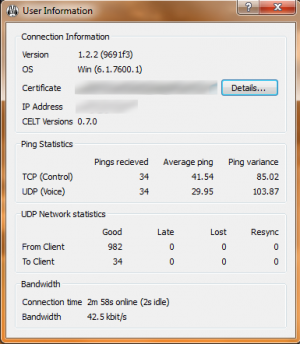 User Information
Connection Information
Version 1.2.2 (9691f3)
OS Win (6.1.7600.1)
Certificate Details...
IP Address
CELT Versions 0.7.0
Ping Statistics
Pings recieved Average ping Ping variance
TCP (Control) 34 41.54 85.02
UDP (Voice) 34 29.95 103.87
UDP Network statistics
Good Late Lost Resync
From Client 982 0 0 0
To Client 34 0 0 0
Bandwidth
Connection time 2m 58s online (2s idle)
Bandwidth 42.5 kbit/s